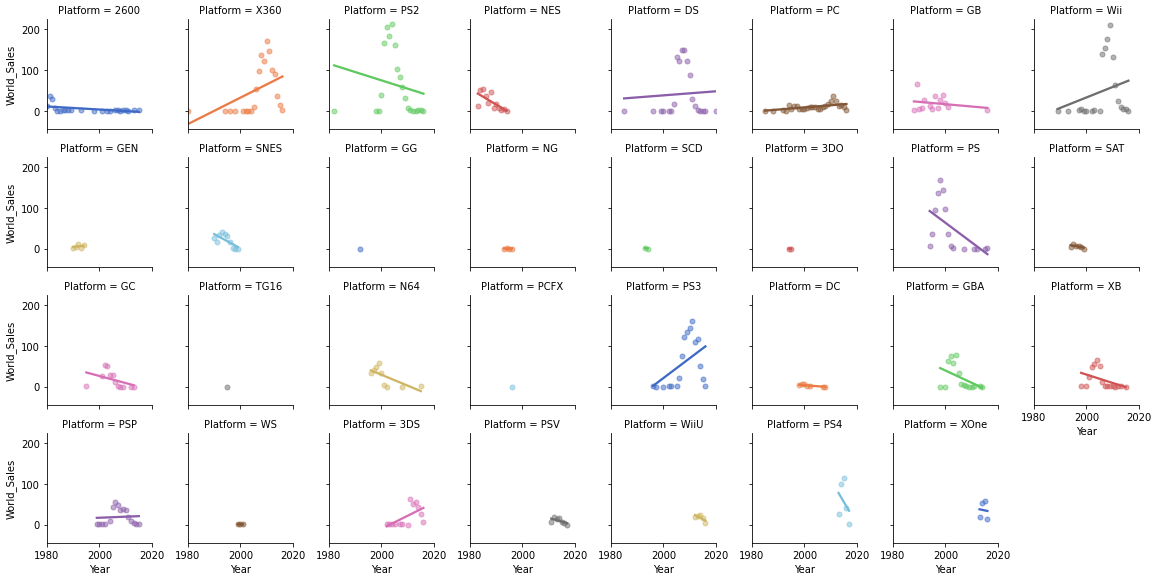 Platform = 2600 Platform = X360 Platform = PS2 Platform = NES Platform = DS Platform = PC Platform = GB Platform = Wii
200
100
0
World_Sales
Platform = GEN Platform = SNES Platform = GG Platform = NG Platform = SCD Platform = 3DO Platform = PS Platform = SAT
200
100
0
World_Sales
Platform = GC Platform = TG16 Platform = N64 Platform = PCFX Platform = PS3 Platform = DC Platform = GBA Platform = XB
200
100
0
World_Sales
1980 2000 2020
Year
Platform = PSP Platform = WS Platform = 3DS Platform = PSV Platform = WiiU Platform = PS4 Platform = XOne
200
100
0
World_Sales
1980 2000 2020 1980 2000 2020 1980 2000 2020 1980 2000 2020 1980 2000 2020 1980 2000 2020 1980 2000 2020
Year Year Year Year Year Year Year